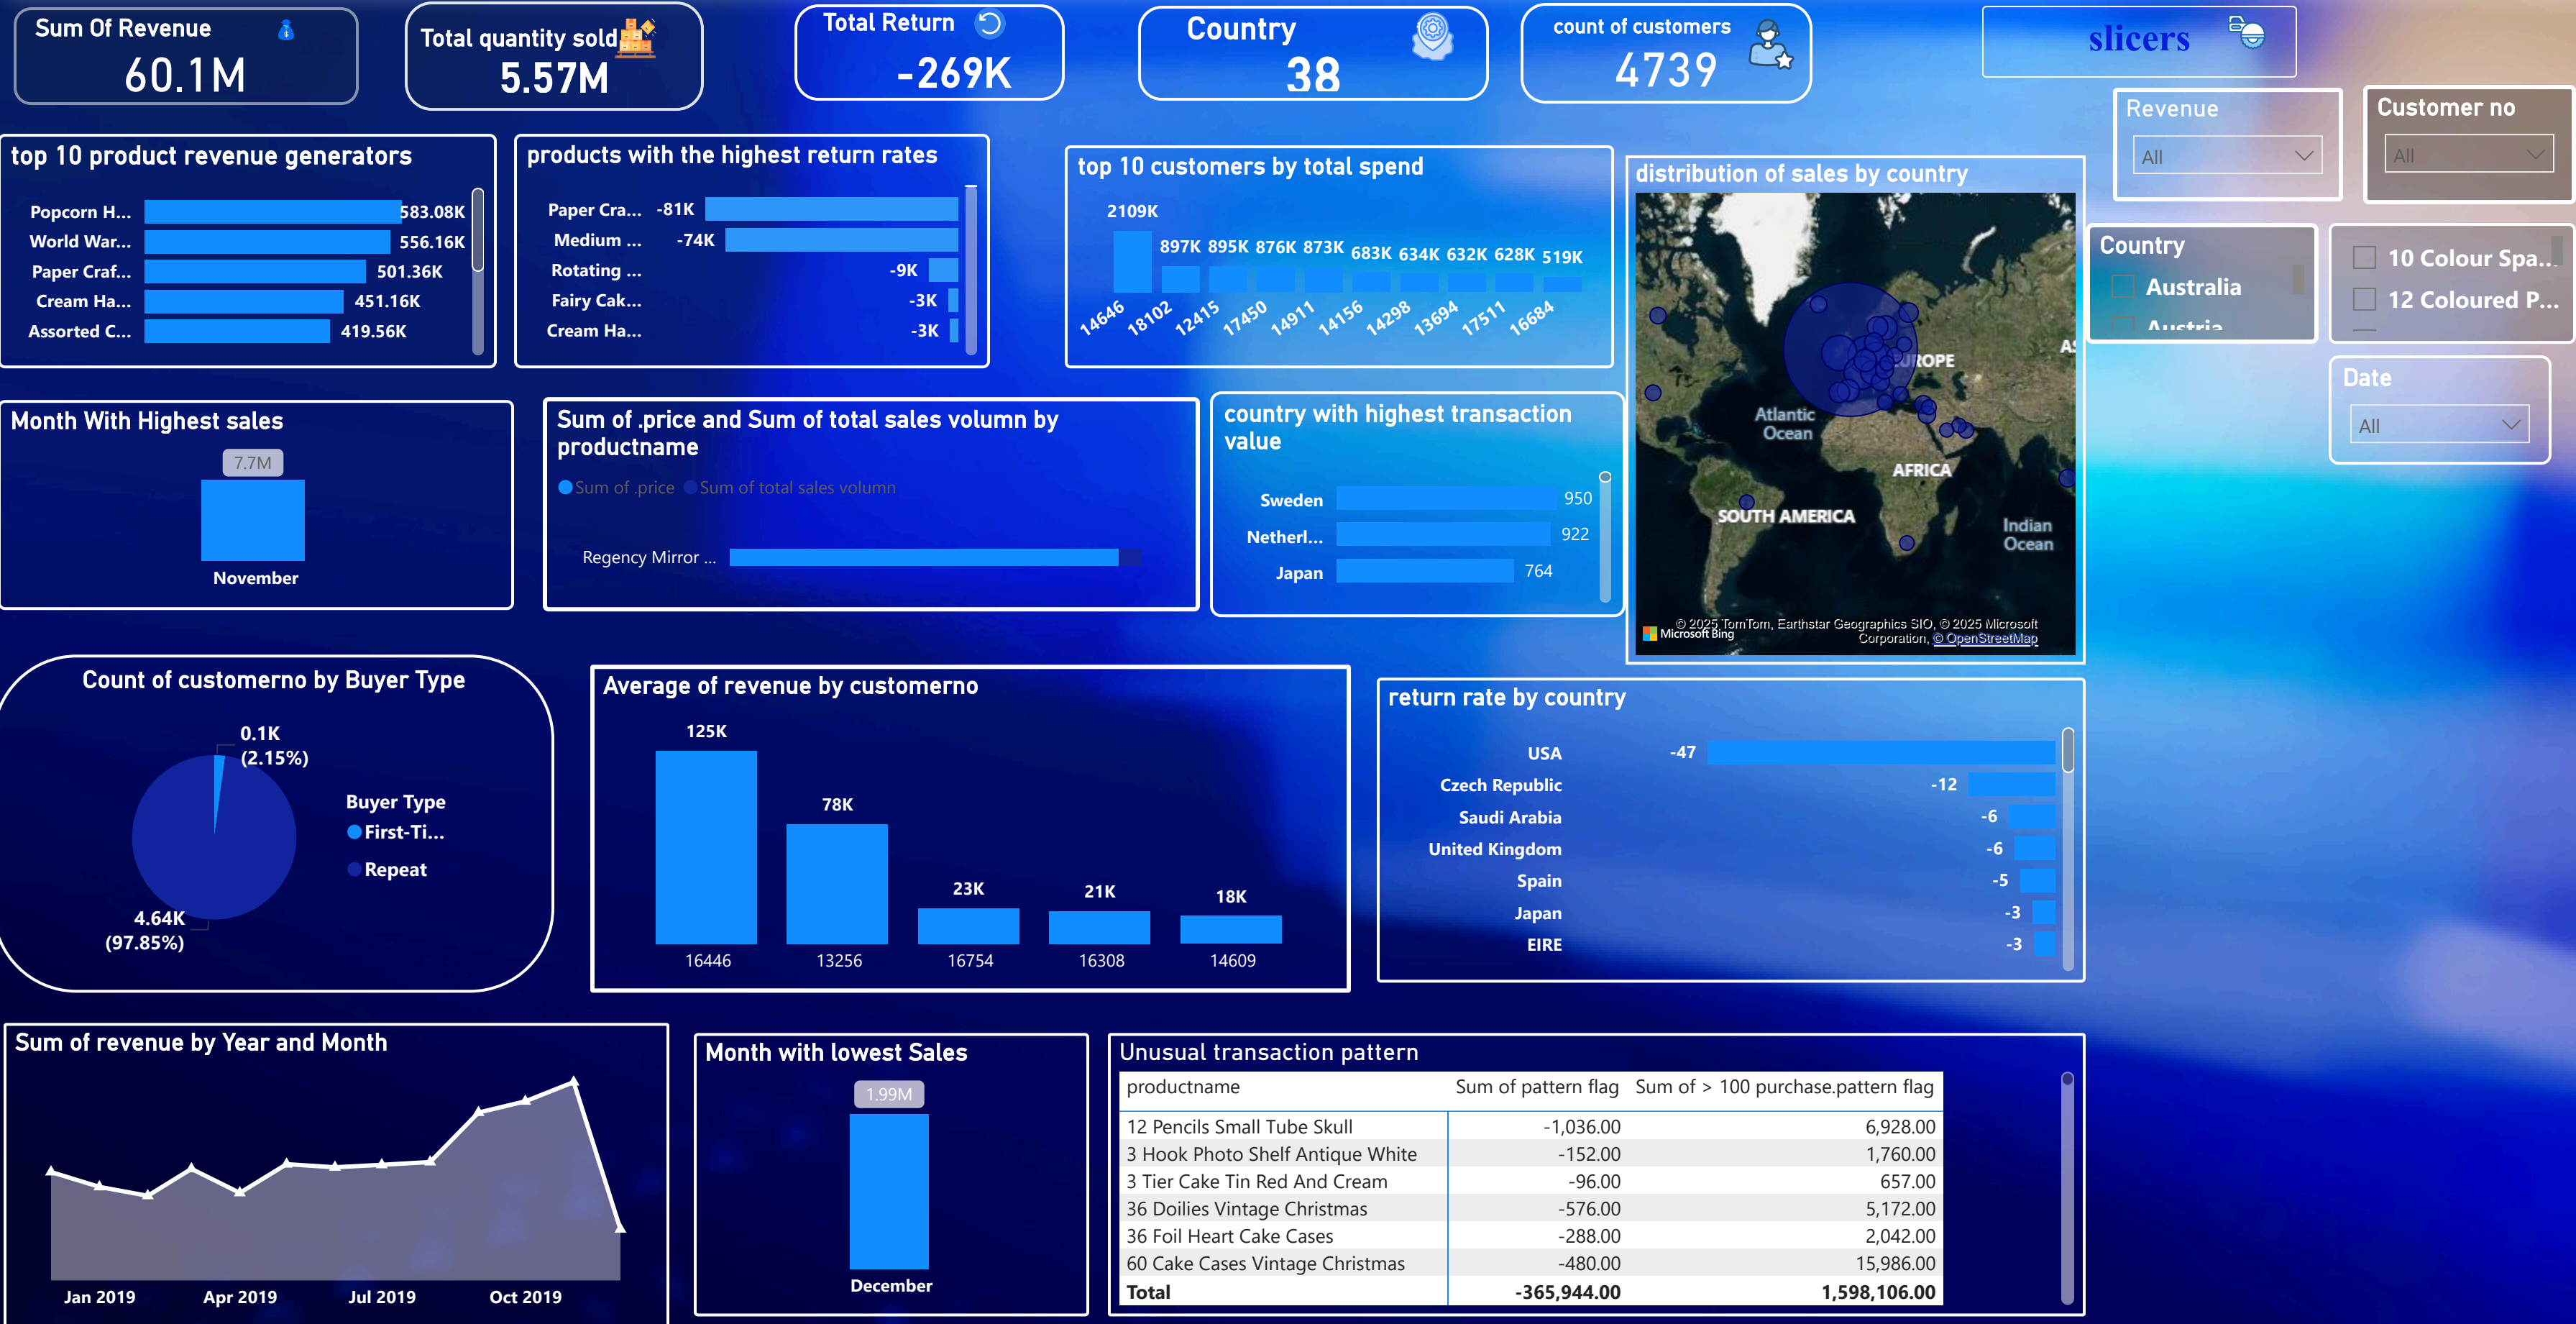 Sum Of Revenue
60.1M
Total quantity sold
5.57M
Total Return
-269K
Country
38
count of customers
4739
slicers
Revenue
All
Customer no
All
top 10 product revenue generators
Popcorn H... 583.08K
World War... 556.16K
Paper Craf... 501.36K
Cream Ha... 451.16K
Assorted C... 419.56K
products with the highest return rates
Paper Cra... -81K
Medium ... -74K
Rotating ... -9K
Fairy Cak... -3K
Cream Ha... -3K
top 10 customers by total spend
2109K 897K 895K 876K 873K 683K 634K 632K 628K 519K
14646 18102 12415 17450 14911 14156 14298 13694 17511 16684
distribution of sales by country
EUROPE
AS
Atlantic
Ocean
AFRICA
SOUTH AMERICA
Indian
Ocean
© 2025 TomTom, Earthstar Geographics SIO, © 2025 Microsoft
Corporation, © OpenStreetMap
Microsoft Bing
Country
Australia
Austria
10 Colour Spa...
12 Coloured P...
Date
All
Month With Highest sales
7.7M
November
Sum of .price and Sum of total sales volumn by
productname
Sum of .price Sum of total sales volumn
Regency Mirror ...
country with highest transaction
value
Sweden 950
Netherl... 922
Japan 764
Count of customerno by Buyer Type
0.1K
(2.15%)
4.64K
(97.85%)
Buyer Type
First-Ti...
Repeat
Average of revenue by customerno
125K 78K 23K 21K 18K
16446 13256 16754 16308 14609
return rate by country
USA -47
Czech Republic -12
Saudi Arabia -6
United Kingdom -6
Spain -5
Japan -3
EIRE -3
Sum of revenue by Year and Month
Jan 2019 Apr 2019 Jul 2019 Oct 2019
Month with lowest Sales
1.99M
December
Unusual transaction pattern
productname Sum of pattern flag Sum of > 100 purchase.pattern flag
12 Pencils Small Tube Skull -1,036.00 6,928.00
3 Hook Photo Shelf Antique White -152.00 1,760.00
3 Tier Cake Tin Red And Cream -96.00 657.00
36 Doilies Vintage Christmas -576.00 5,172.00
36 Foil Heart Cake Cases -288.00 2,042.00
60 Cake Cases Vintage Christmas -480.00 15,986.00
Total -365,944.00 1,598,106.00